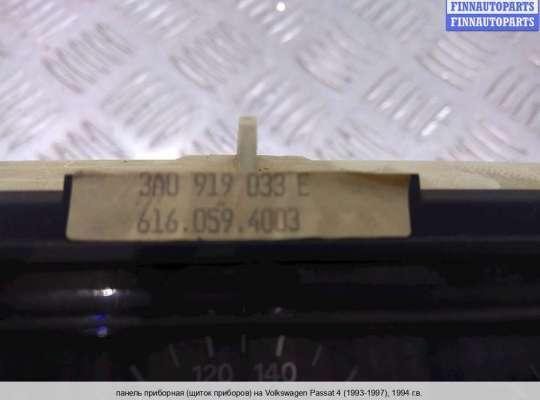 FINNAUTOPARTS
FINNAUTOPARTS
3A0 919 033 E
616.059.4003
120 140
панель приборная (щиток приборов) на Volkswagen Passat 4 (1993-1997), 1994 г.в.